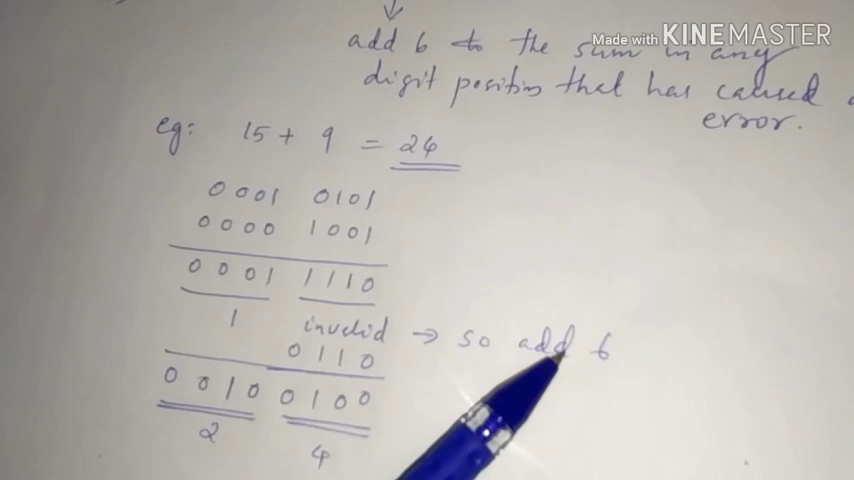 Made with KINEMASTER
add 6 to the sum in any
digit position that has caused a
error.
eg: 15 + 9 = 24
0001 0101
0000 1001
0001 1110
1 invalid → so add 6
0110
0010 0100
2 4